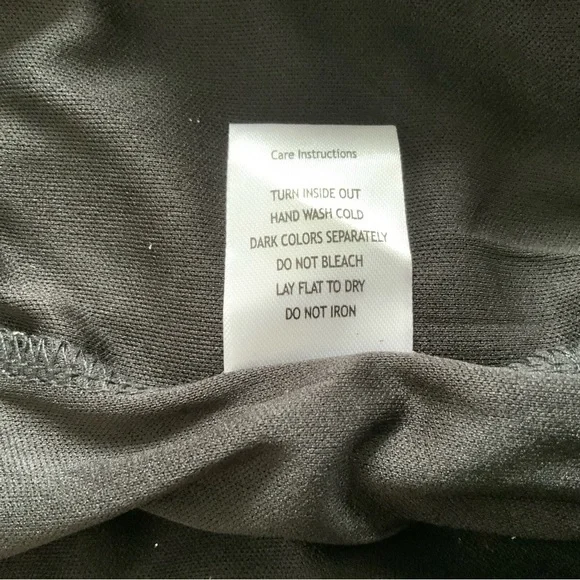 Care Instructions
TURN INSIDE OUT
HAND WASH COLD
DARK COLORS SEPARATELY
DO NOT BLEACH
LAY FLAT TO DRY
DO NOT IRON